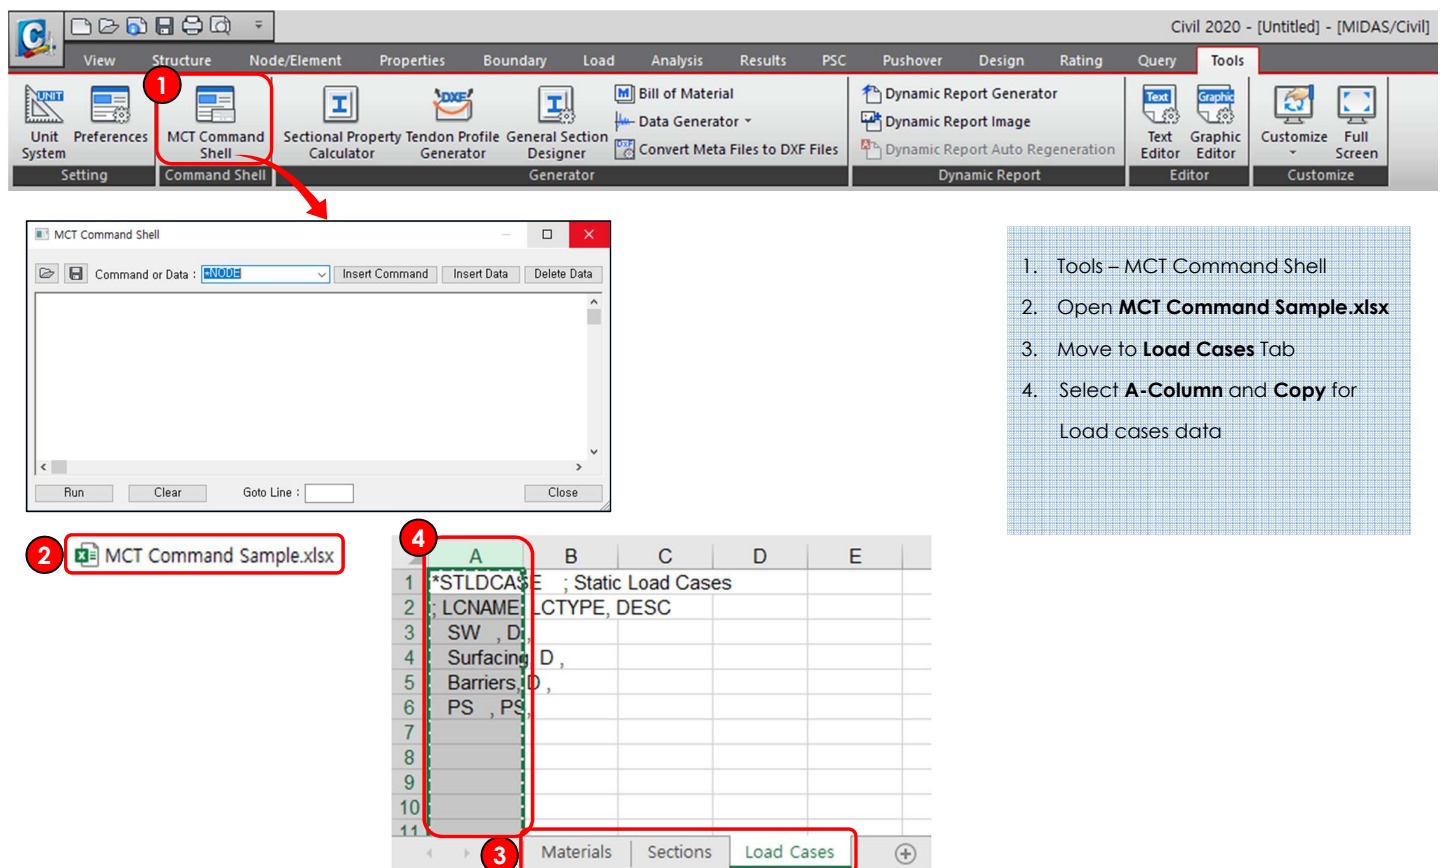 Civil 2020 - [Untitled] - [MIDAS/Civil]
View Structure Node/Element Properties Boundary Load Analysis Results PSC Pushover Design Rating Query Tools
1
UNIT
DXF
Unit System
Preferences
MCT Command Shell
Sectional Property Calculator
Tendon Profile Generator
General Section Designer
Bill of Material
Data Generator
Convert Meta Files to DXF Files
Dynamic Report Generator
Dynamic Report Image
Dynamic Report Auto Regeneration
Text
Text Editor
Graphic
Graphic Editor
Customize
Full Screen
Setting Command Shell Generator Dynamic Report Editor Customize
MCT Command Shell
Command or Data : *NODE Insert Command Insert Data Delete Data
Run Clear Goto Line : Close
1. Tools – MCT Command Shell
2. Open MCT Command Sample.xlsx
3. Move to Load Cases Tab
4. Select A-Column and Copy for
Load cases data
2 MCT Command Sample.xlsx
4
A B C D E
1 *STLDCASE ; Static Load Cases
2 ; LCNAME, LCTYPE, DESC
3 SW , D ,
4 Surfacing, D ,
5 Barriers, D ,
6 PS , PS,
7
8
9
10
11
3 Materials Sections Load Cases